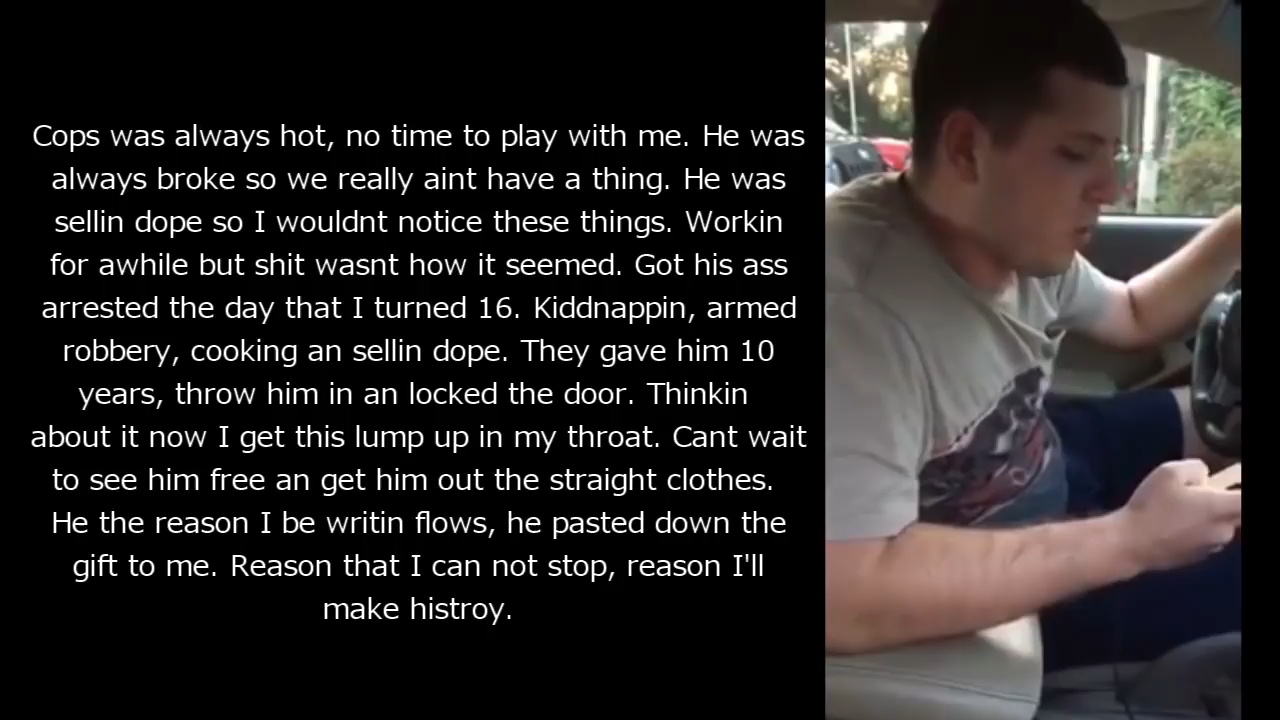 Cops was always hot, no time to play with me. He was
always broke so we really aint have a thing. He was
sellin dope so I wouldnt notice these things. Workin
for awhile but shit wasnt how it seemed. Got his ass
arrested the day that I turned 16. Kiddnappin, armed
robbery, cooking an sellin dope. They gave him 10
years, throw him in an locked the door. Thinkin
about it now I get this lump up in my throat. Cant wait
to see him free an get him out the straight clothes.
He the reason I be writin flows, he pasted down the
gift to me. Reason that I can not stop, reason I'll
make histroy.